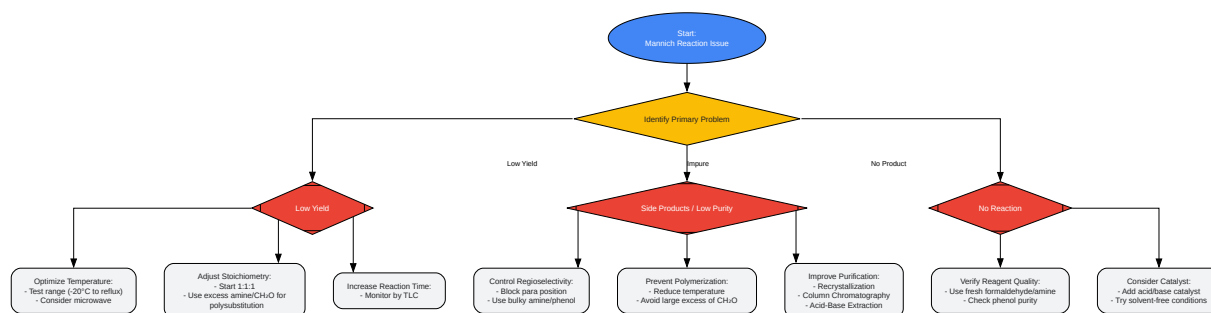 Start:
Mannich Reaction Issue
Identify Primary Problem
Low Yield
Impure
No Product
Low Yield
Side Products / Low Purity
No Reaction
Optimize Temperature:
- Test range (-20°C to reflux)
- Consider microwave
Adjust Stoichiometry:
- Start 1:1:1
- Use excess amine/CH₂O for
polysubstitution
Increase Reaction Time:
- Monitor by TLC
Control Regioselectivity:
- Block para position
- Use bulky amine/phenol
Prevent Polymerization:
- Reduce temperature
- Avoid large excess of CH₂O
Improve Purification:
- Recrystallization
- Column Chromatography
- Acid-Base Extraction
Verify Reagent Quality:
- Use fresh formaldehyde/amine
- Check phenol purity
Consider Catalyst:
- Add acid/base catalyst
- Try solvent-free conditions